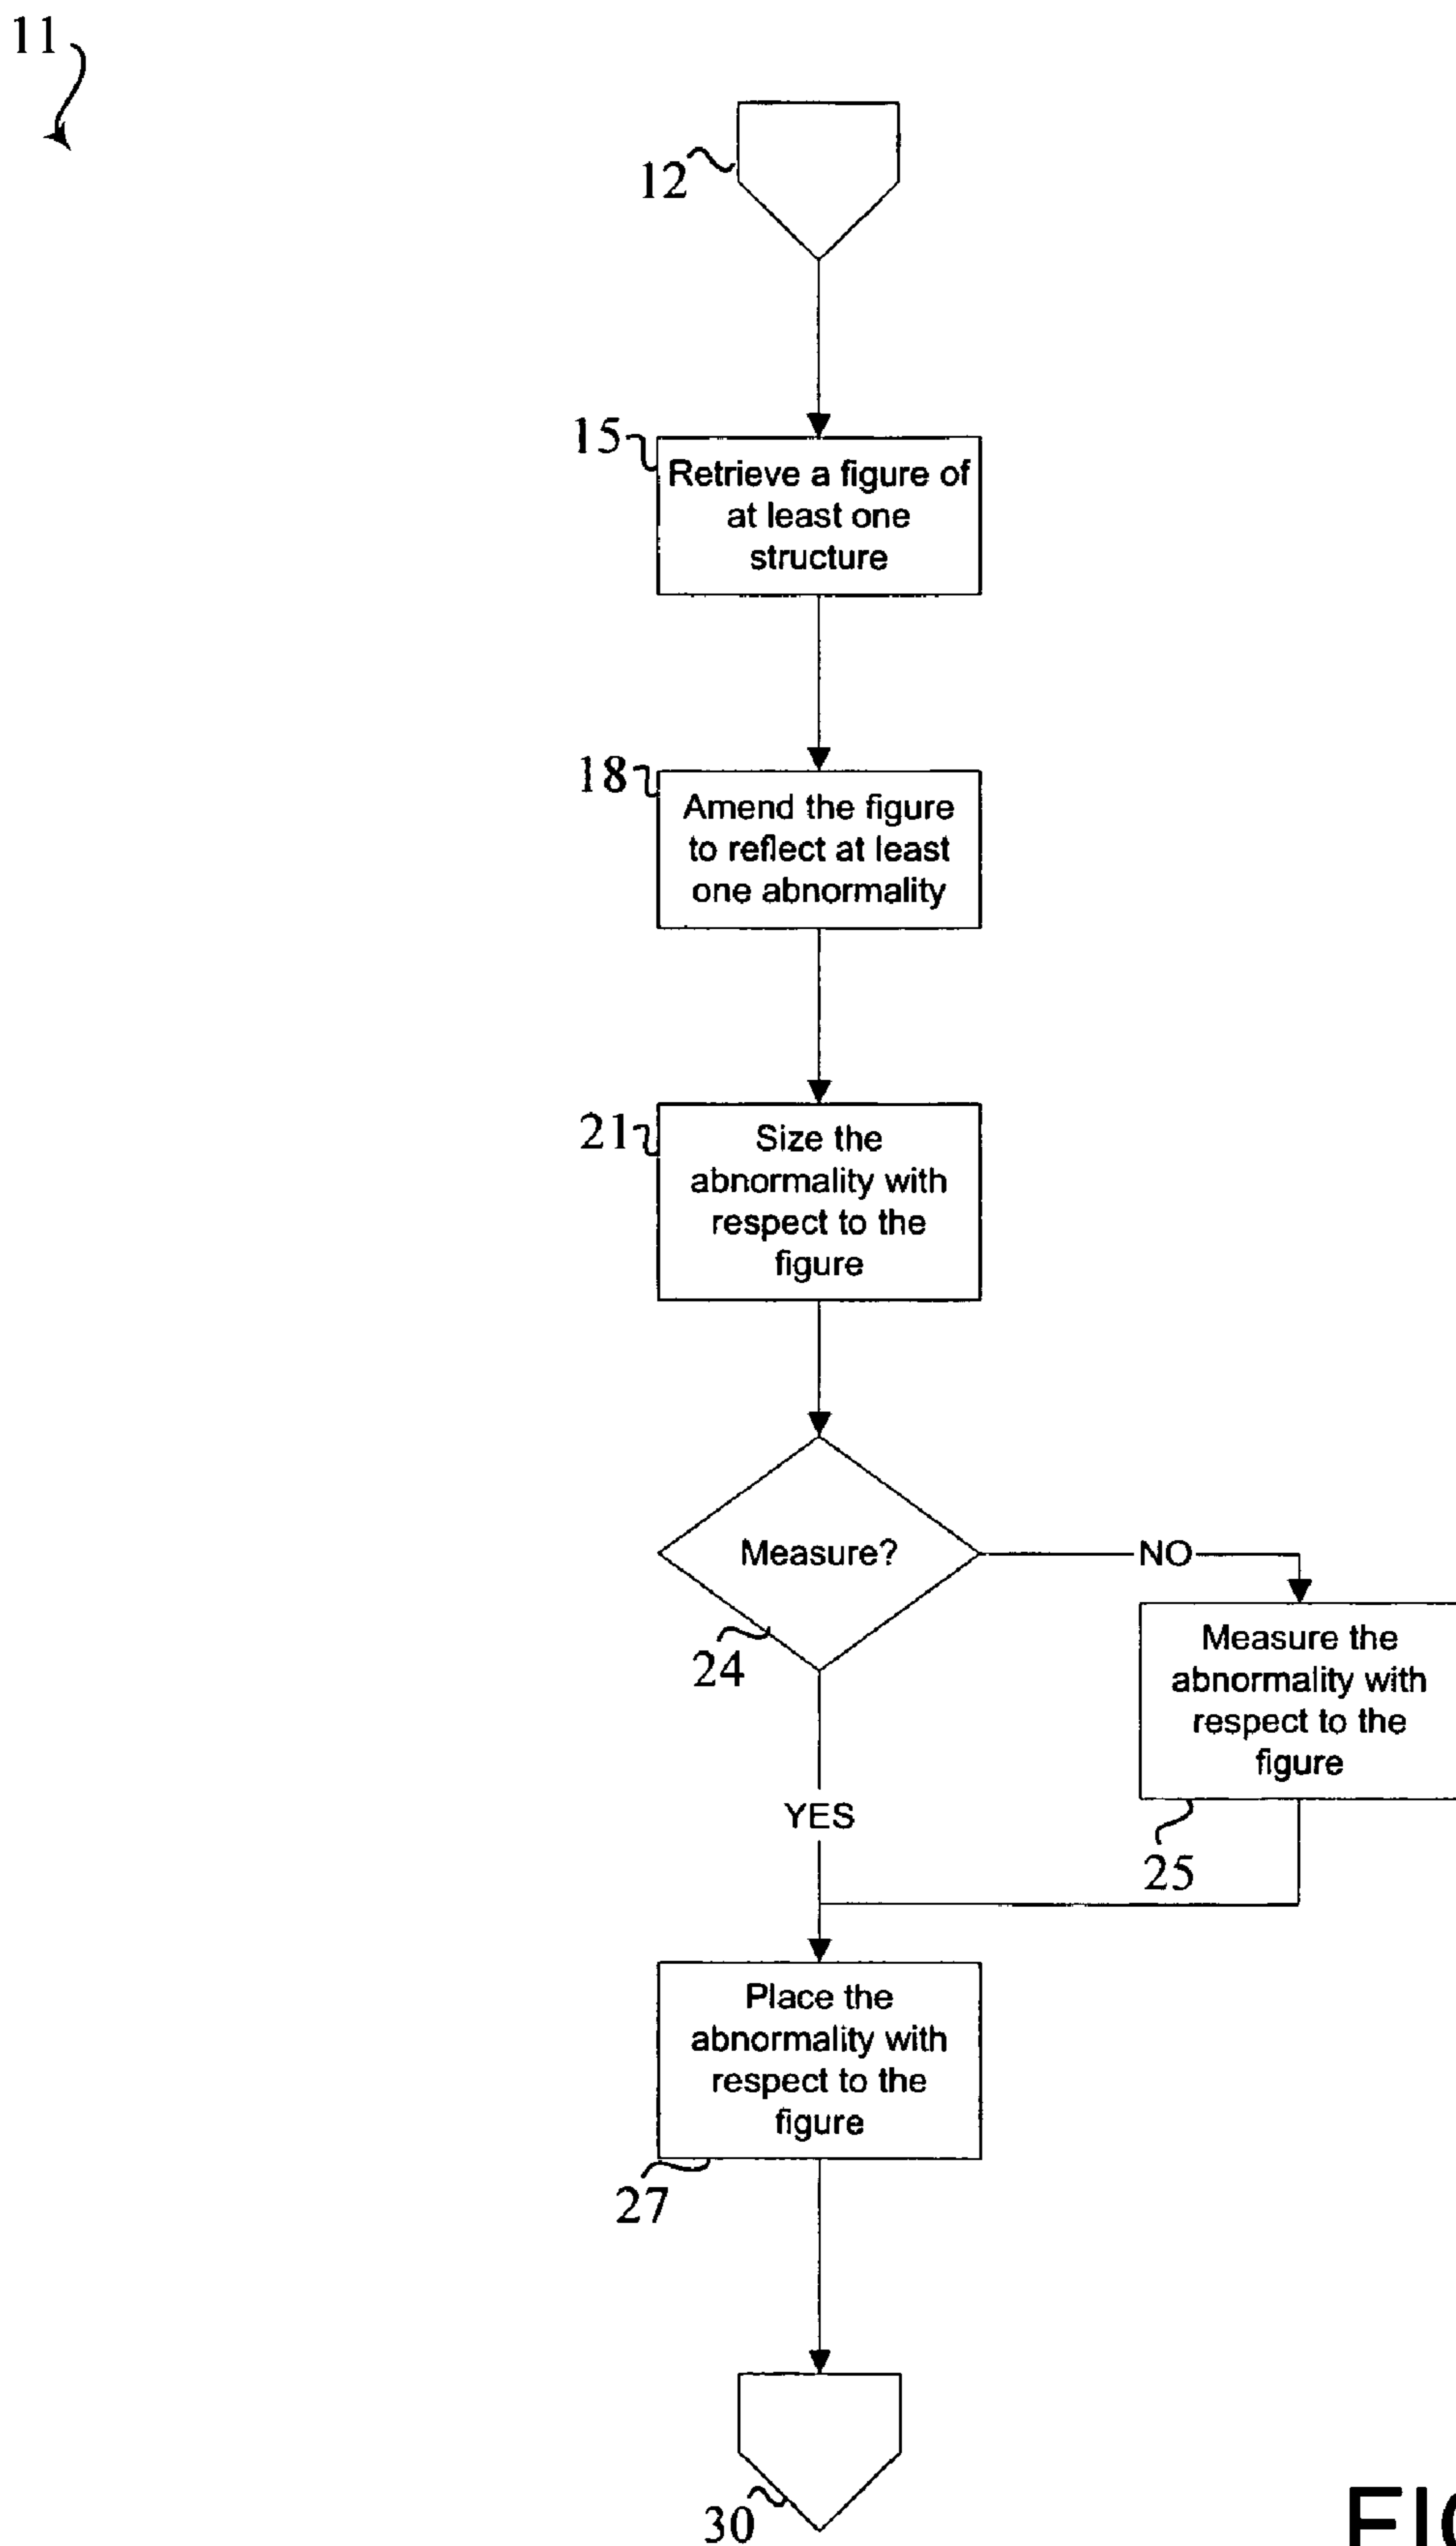 11
12
15
Retrieve a figure of
at least one
structure
18
Amend the figure
to reflect at least
one abnormality
21
Size the
abnormality with
respect to the
figure
Measure?
NO
24
Measure the
abnormality with
respect to the
figure
YES
25
Place the
abnormality with
respect to the
figure
27
30